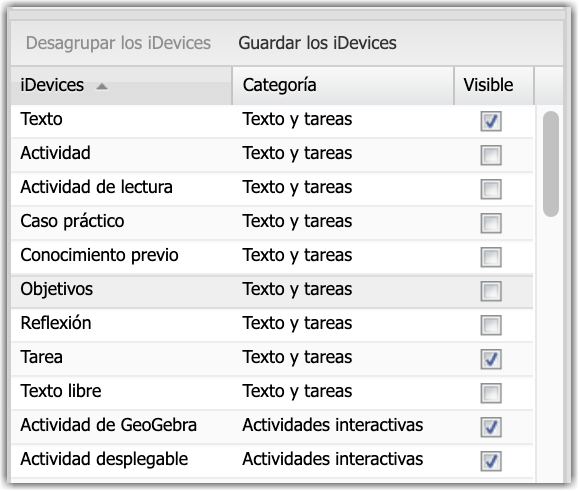 Desagrupar los iDevices Guardar los iDevices
iDevices Categoría Visible
Texto Texto y tareas
Actividad Texto y tareas
Actividad de lectura Texto y tareas
Caso práctico Texto y tareas
Conocimiento previo Texto y tareas
Objetivos Texto y tareas
Reflexión Texto y tareas
Tarea Texto y tareas
Texto libre Texto y tareas
Actividad de GeoGebra Actividades interactivas
Actividad desplegable Actividades interactivas